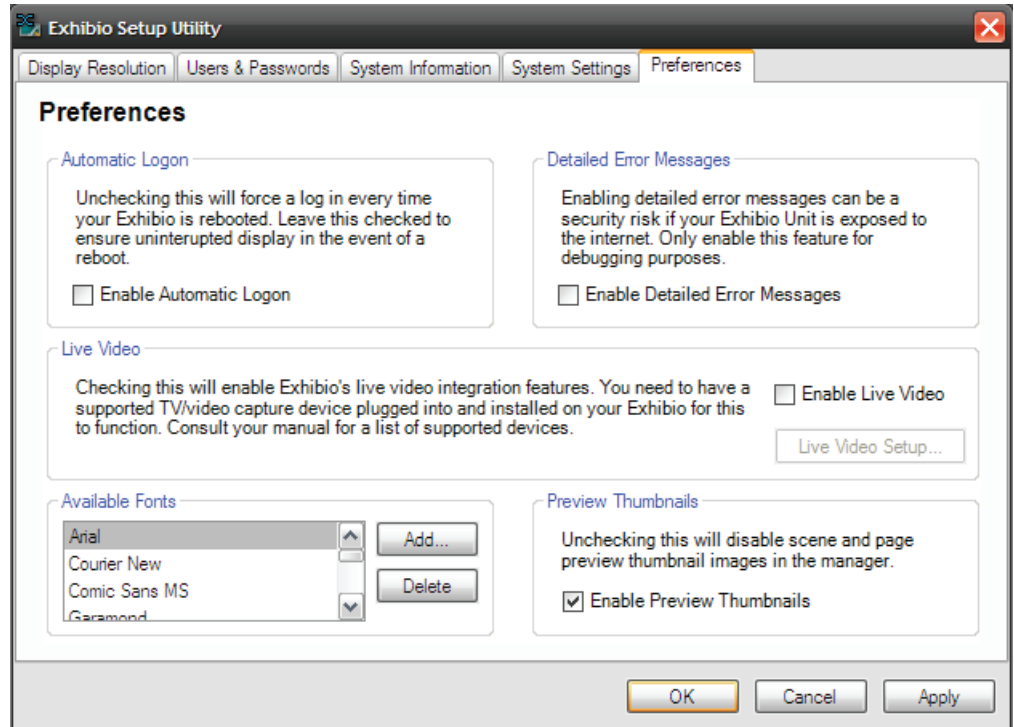 Exhibio Setup Utility
Display Resolution
Users & Passwords
System Information
System Settings
Preferences
Preferences
Automatic Logon
Unchecking this will force a log in every time
your Exhibio is rebooted. Leave this checked to
ensure uninterupted display in the event of a
reboot.
Enable Automatic Logon
Detailed Error Messages
Enabling detailed error messages can be a
security risk if your Exhibio Unit is exposed to
the internet. Only enable this feature for
debugging purposes.
Enable Detailed Error Messages
Live Video
Checking this will enable Exhibio's live video integration features. You need to have a
supported TV/video capture device plugged into and installed on your Exhibio for this
to function. Consult your manual for a list of supported devices.
Enable Live Video
Live Video Setup...
Available Fonts
Arial
Courier New
Comic Sans MS
Garamond
Add...
Delete
Preview Thumbnails
Unchecking this will disable scene and page
preview thumbnail images in the manager.
Enable Preview Thumbnails
OK
Cancel
Apply